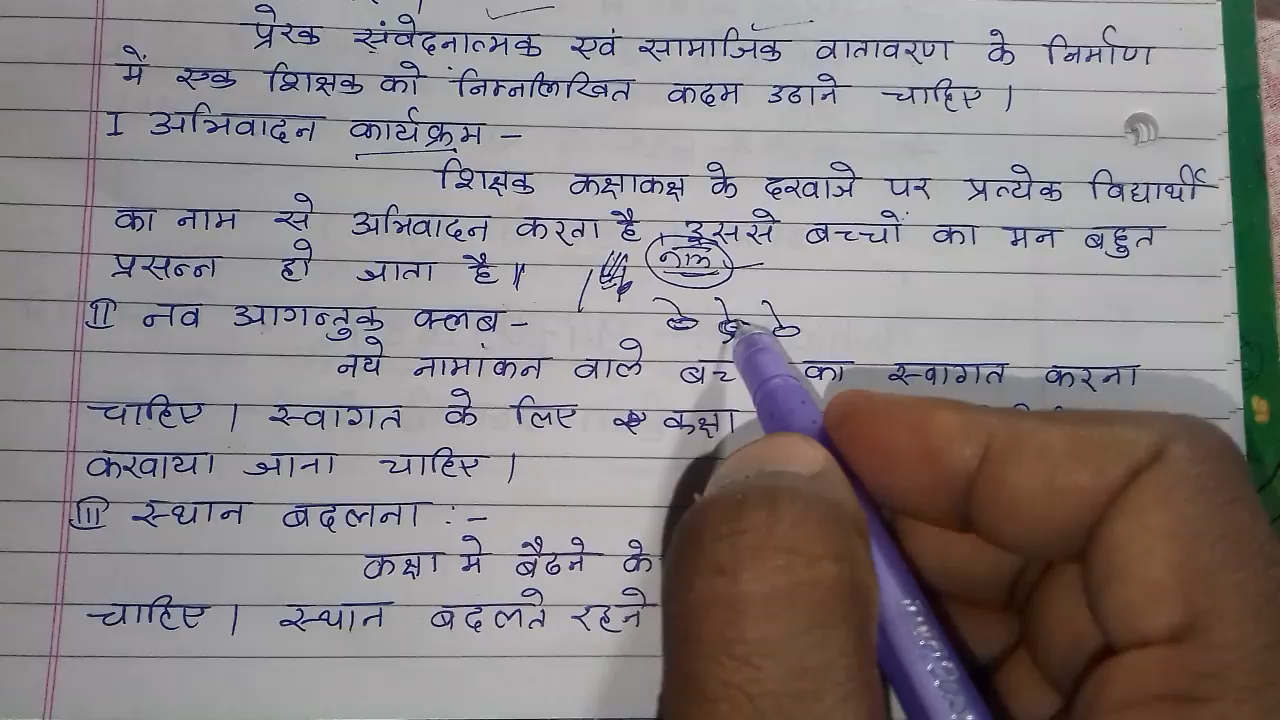 प्रेरक संवेदनात्मक एवं सामाजिक वातावरण के निर्माण
में एक शिक्षक को निम्नलिखित कदम उठाने चाहिए।
I अभिवादन कार्यक्रम -
शिक्षक कक्षाकक्ष के दरवाजे पर प्रत्येक विद्यार्थी
का नाम से अभिवादन करता है, उससे बच्चों का मन बहुत
प्रसन्न हो जाता है॥
नाम
II नव आगन्तुक क्लब -
नये नामांकन वाले का स्वागत करना
चाहिए। स्वागत के लिए कक्षा
करवाया जाना चाहिए।
III स्थान बदलना :-
कक्षा मे बैठने के
चाहिए। स्थान बदलते रहने